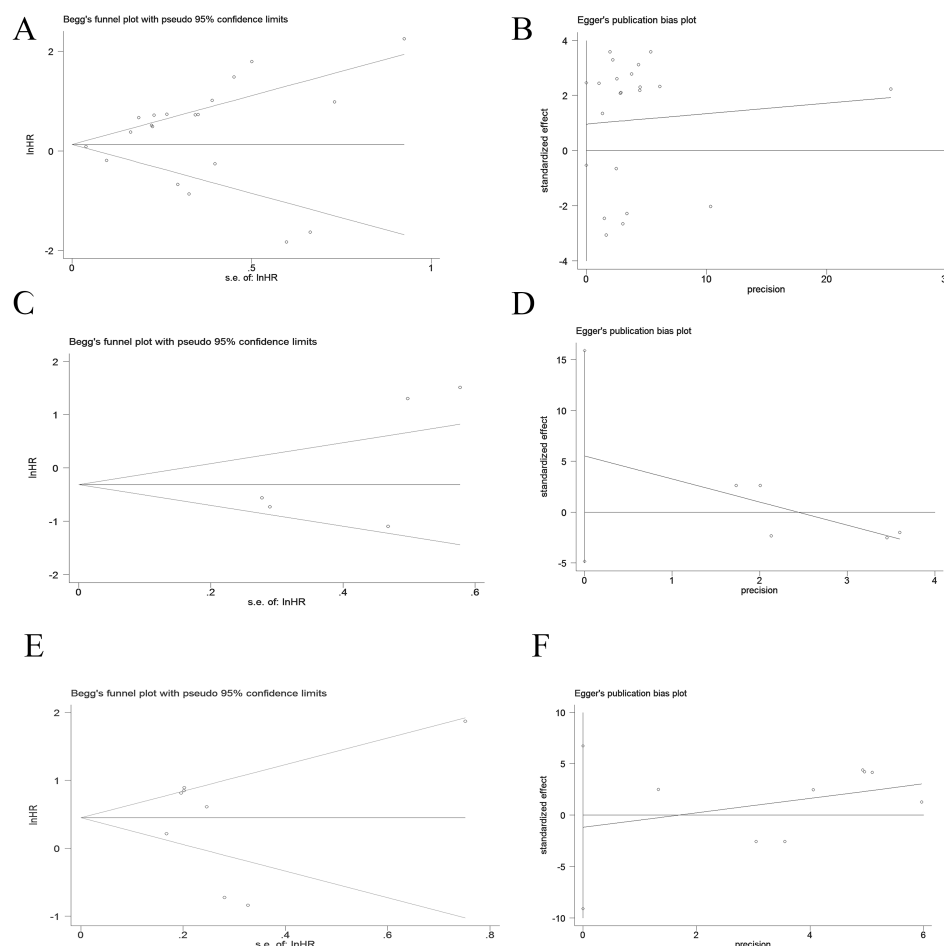 A
Begg's funnel plot with pseudo 95% confidence limits
lnHR
2
0
-2
0
.5
1
s.e. of: lnHR
B
Egger's publication bias plot
standardized effect
4
2
0
-2
-4
0
10
20
precision
C
Begg's funnel plot with pseudo 95% confidence limits
lnHR
2
1
0
-1
-2
0
.2
.4
.6
s.e. of: lnHR
D
Egger's publication bias plot
standardized effect
15
10
5
0
-5
0
1
2
3
4
precision
E
Begg's funnel plot with pseudo 95% confidence limits
lnHR
2
1
0
-1
0
.2
.4
.6
.8
s.e. of: lnHR
F
Egger's publication bias plot
standardized effect
10
5
0
-5
-10
0
2
4
6
precision